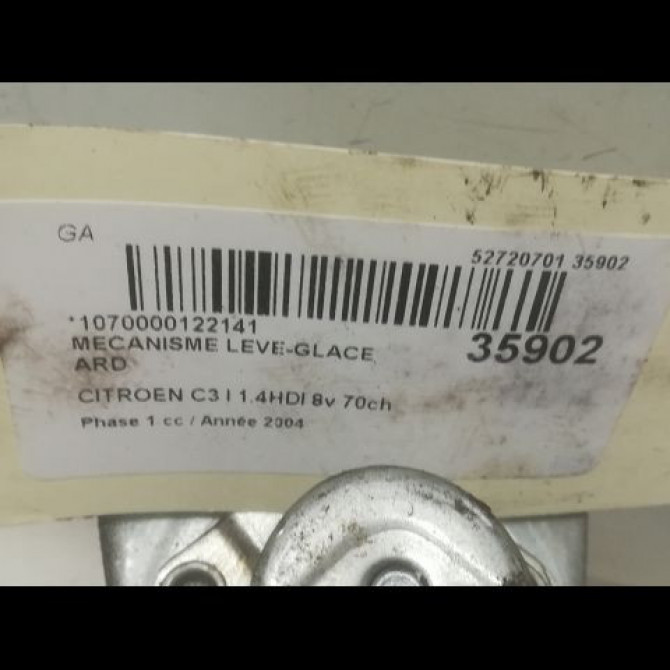 GA
52720701 35902
*1070000122141
MECANISME LEVE-GLACE
ARD
35902
CITROEN C3 I 1.4HDI 8v 70ch
Phase 1 cc / Année 2004